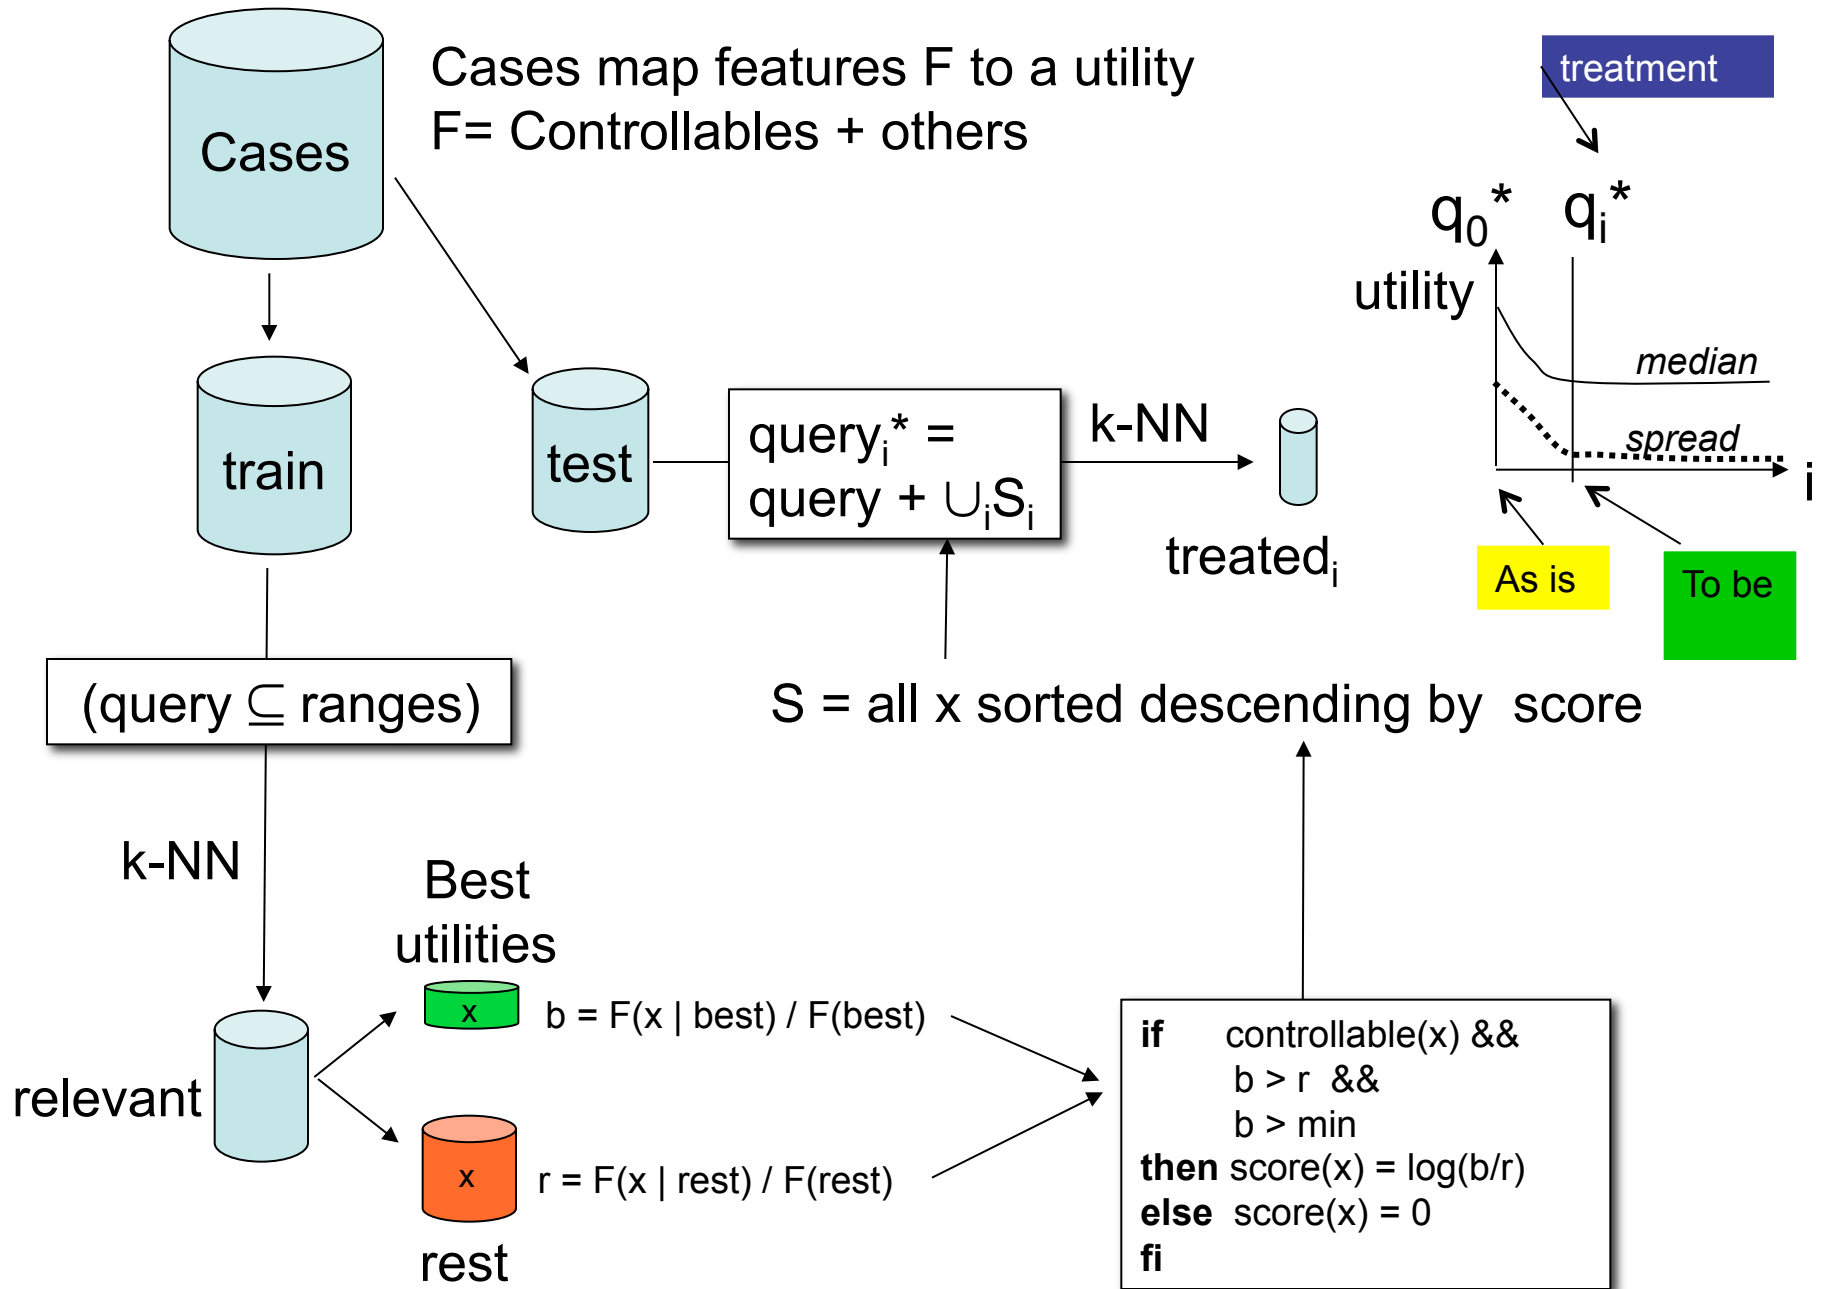 Cases map features F to a utility
F= Controllables + others
Cases
treatment
q0* qi*
utility
median
spread
i
As is
To be
train
test
queryi* =
query + ∪iSi
k-NN
treatedi
(query ⊆ ranges)
S = all x sorted descending by score
k-NN
Best
utilities
x
b = F(x | best) / F(best)
relevant
x
r = F(x | rest) / F(rest)
rest
if controllable(x) &&
b > r &&
b > min
then score(x) = log(b/r)
else score(x) = 0
fi